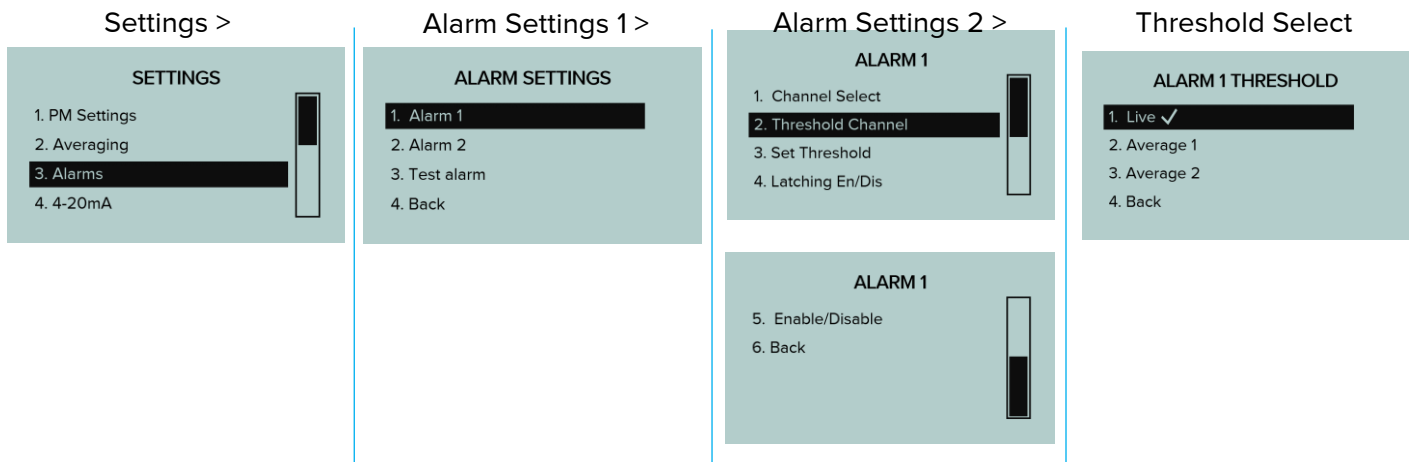 Settings >
SETTINGS
1. PM Settings
2. Averaging
3. Alarms
4. 4-20mA
Alarm Settings 1 >
ALARM SETTINGS
1. Alarm 1
2. Alarm 2
3. Test alarm
4. Back
Alarm Settings 2 >
ALARM 1
1. Channel Select
2. Threshold Channel
3. Set Threshold
4. Latching En/Dis
ALARM 1
5. Enable/Disable
6. Back
Threshold Select
ALARM 1 THRESHOLD
1. Live ✓
2. Average 1
3. Average 2
4. Back